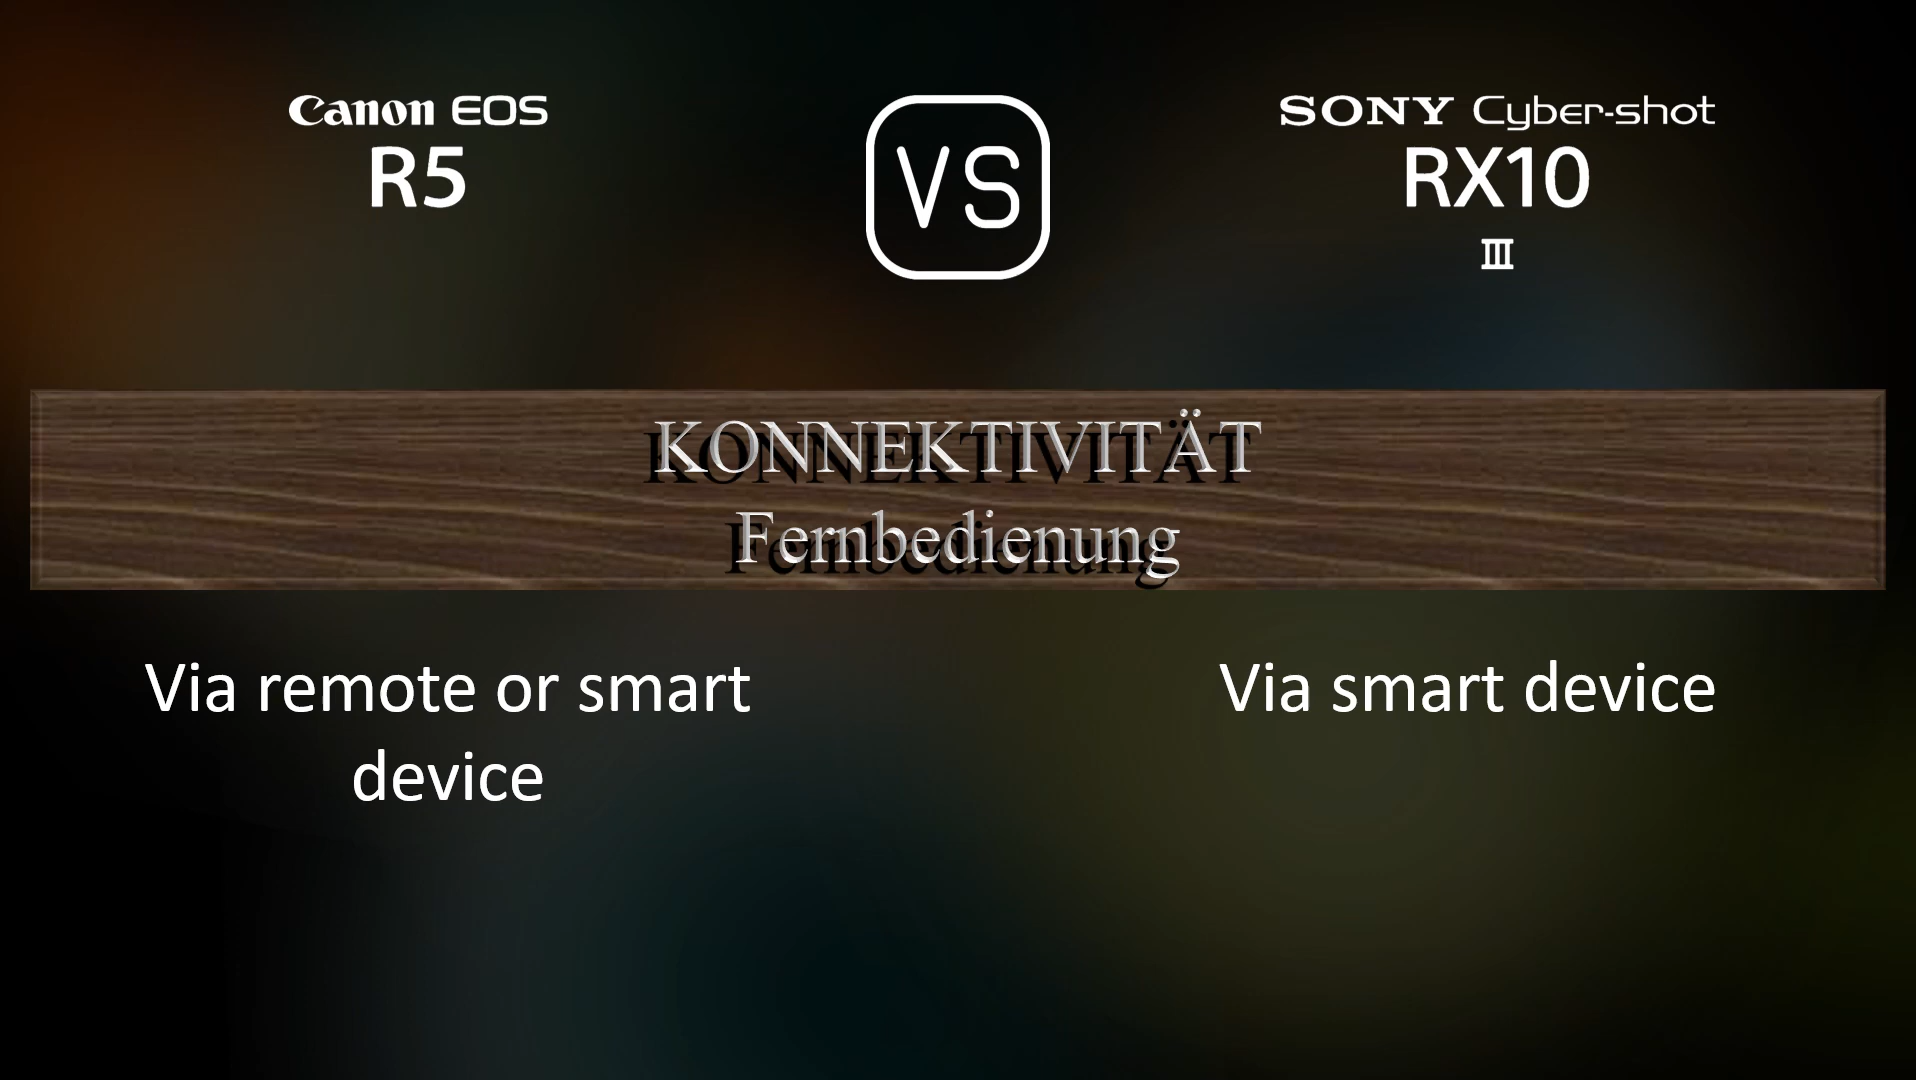 Canon EOS
R5
VS
SONY Cyber-shot
RX10
III
KONNEKTIVITÄT
Fernbedienung
Via remote or smart
device
Via smart device